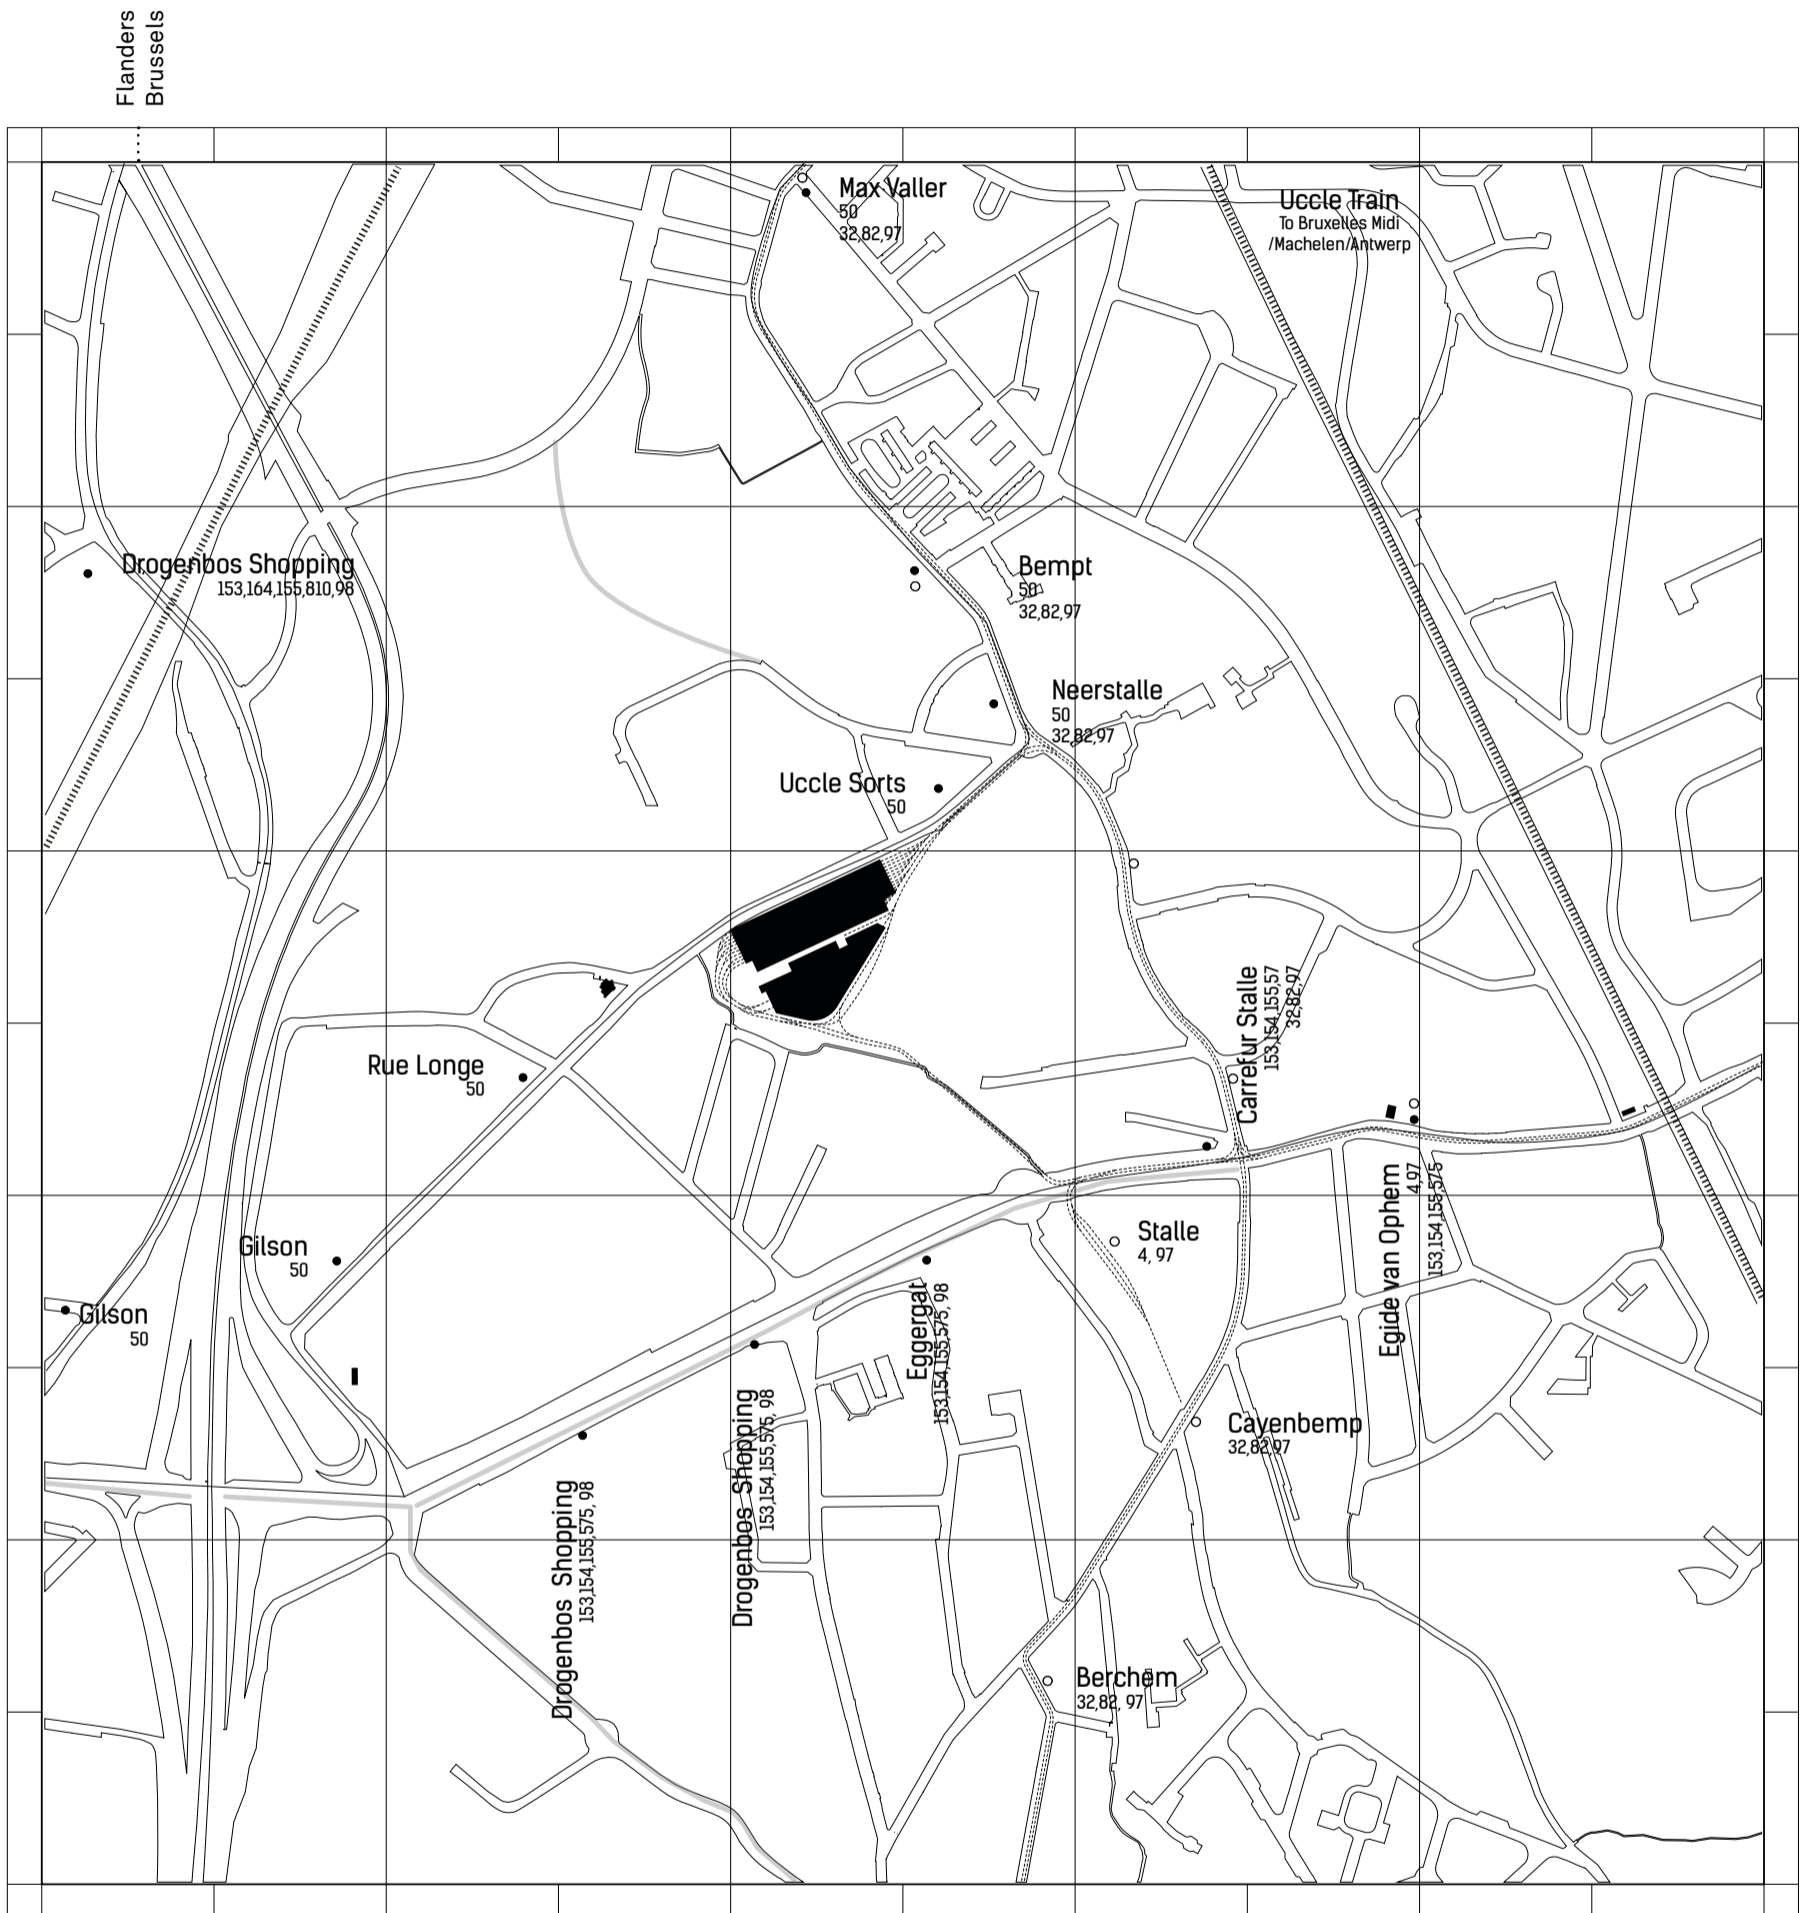 Flanders
Brussels
Max Valler
50
32,82,97
Uccle Train
To Bruxelles Midi
/Machelen/Antwerp
Drogenbos Shopping
153,164,155,810,98
Bempt
50
32,82,97
Neerstalle
50
32,82,97
Uccle Sorts
50
Carrefur Stalle
153,154,155,57
32,82,97
Rue Longe
50
Egide van Ophem
4,97
153,154,155,575
Stalle
4, 97
Gilson
50
Gilson
50
Eggergat
153,154,155,575, 98
Drogenbos Shopping
153,154,155,575, 98
Cayenbemp
32,82,97
Drogenbos Shopping
153,154,155,575, 98
Berchem
32,82, 97